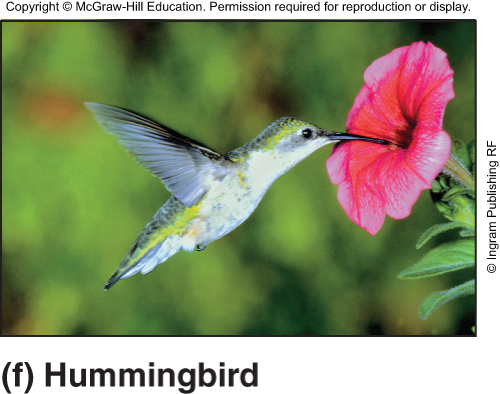 Copyright © McGraw-Hill Education. Permission required for reproduction or display.
© Ingram Publishing RF
(f) Hummingbird